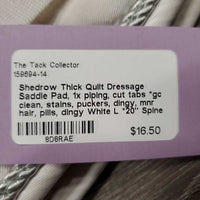 The Tack Collector
159694-14
Shedrow Thick Quilt Dressage
Saddle Pad, 1x piping, cut tabs *gc
clean, stains, puckers, dingy, mnr
hair, pills, dingy White L "20" Spine
$16.50
8D8RAE